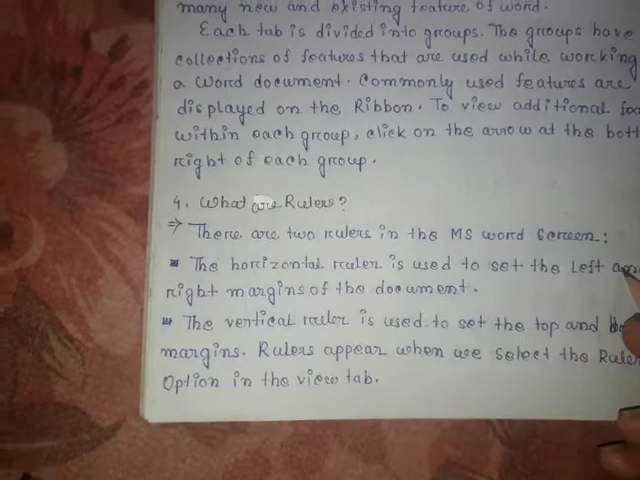 many new and existing feature of word.
Each tab is divided into groups. The groups have
collections of features that are used while working
a Word document. Commonly used features are
displayed on the Ribbon. To view additional fea
within each group, click on the arrow at the bott
right of each group.
4. What are Rulers?
⇒ There are two rulers in the MS word Screen:
▪ The horizontal ruler is used to set the Left and
right margins of the document.
▪ The vertical ruler is used to set the top and bo
margins. Rulers appear when we select the Ruler
Option in the view tab.